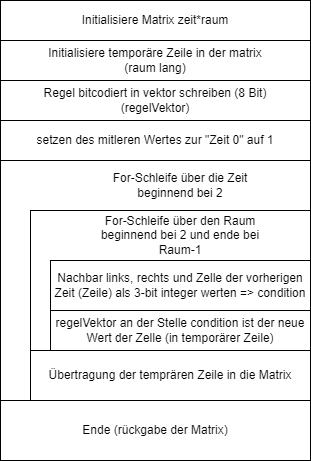 Initialisiere Matrix zeit*raum
Initialisiere temporäre Zeile in der matrix
(raum lang)
Regel bitcodiert in vektor schreiben (8 Bit)
(regelVektor)
setzen des mitleren Wertes zur "Zeit 0" auf 1
For-Schleife über die Zeit
beginnend bei 2
For-Schleife über den Raum
beginnend bei 2 und ende bei
Raum-1
Nachbar links, rechts und Zelle der vorherigen
Zeit (Zeile) als 3-bit integer werten => condition
regelVektor an der Stelle condition ist der neue
Wert der Zelle (in temporärer Zeile)
Übertragung der temprären Zeile in die Matrix
Ende (rückgabe der Matrix)